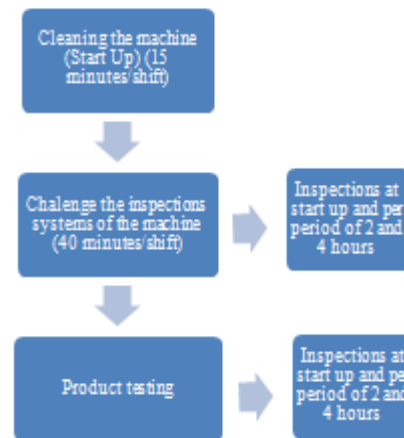 Cleaning the machine
(Start Up) (15
minutes/shift)
Chalenge the inspections
systems of the machine
(40 minutes/shift)
Inspections at
start up and per
period of 2 and
4 hours
Product testing
Inspections at
start up and pe
period of 2 and
4 hours